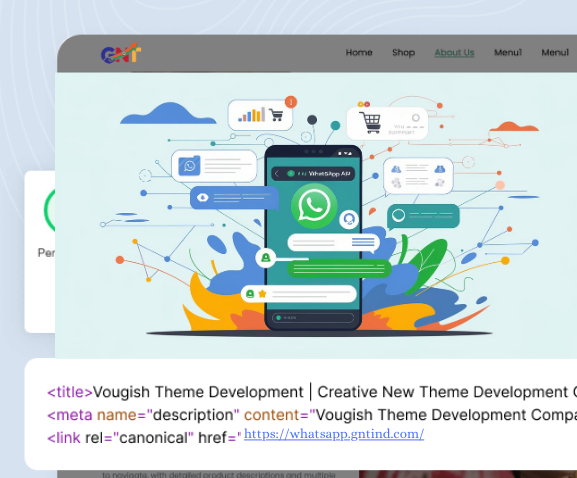 GNT
Home Shop About Us Menu1 Menu1
WhatsApp
Per
<title>Vougish Theme Development | Creative New Theme Development
<meta name="description" content="Vougish Theme Development Compa
<link rel="canonical" href=" https://whatsapp.gntind.com/
to navigate, with detailed product descriptions and multiple